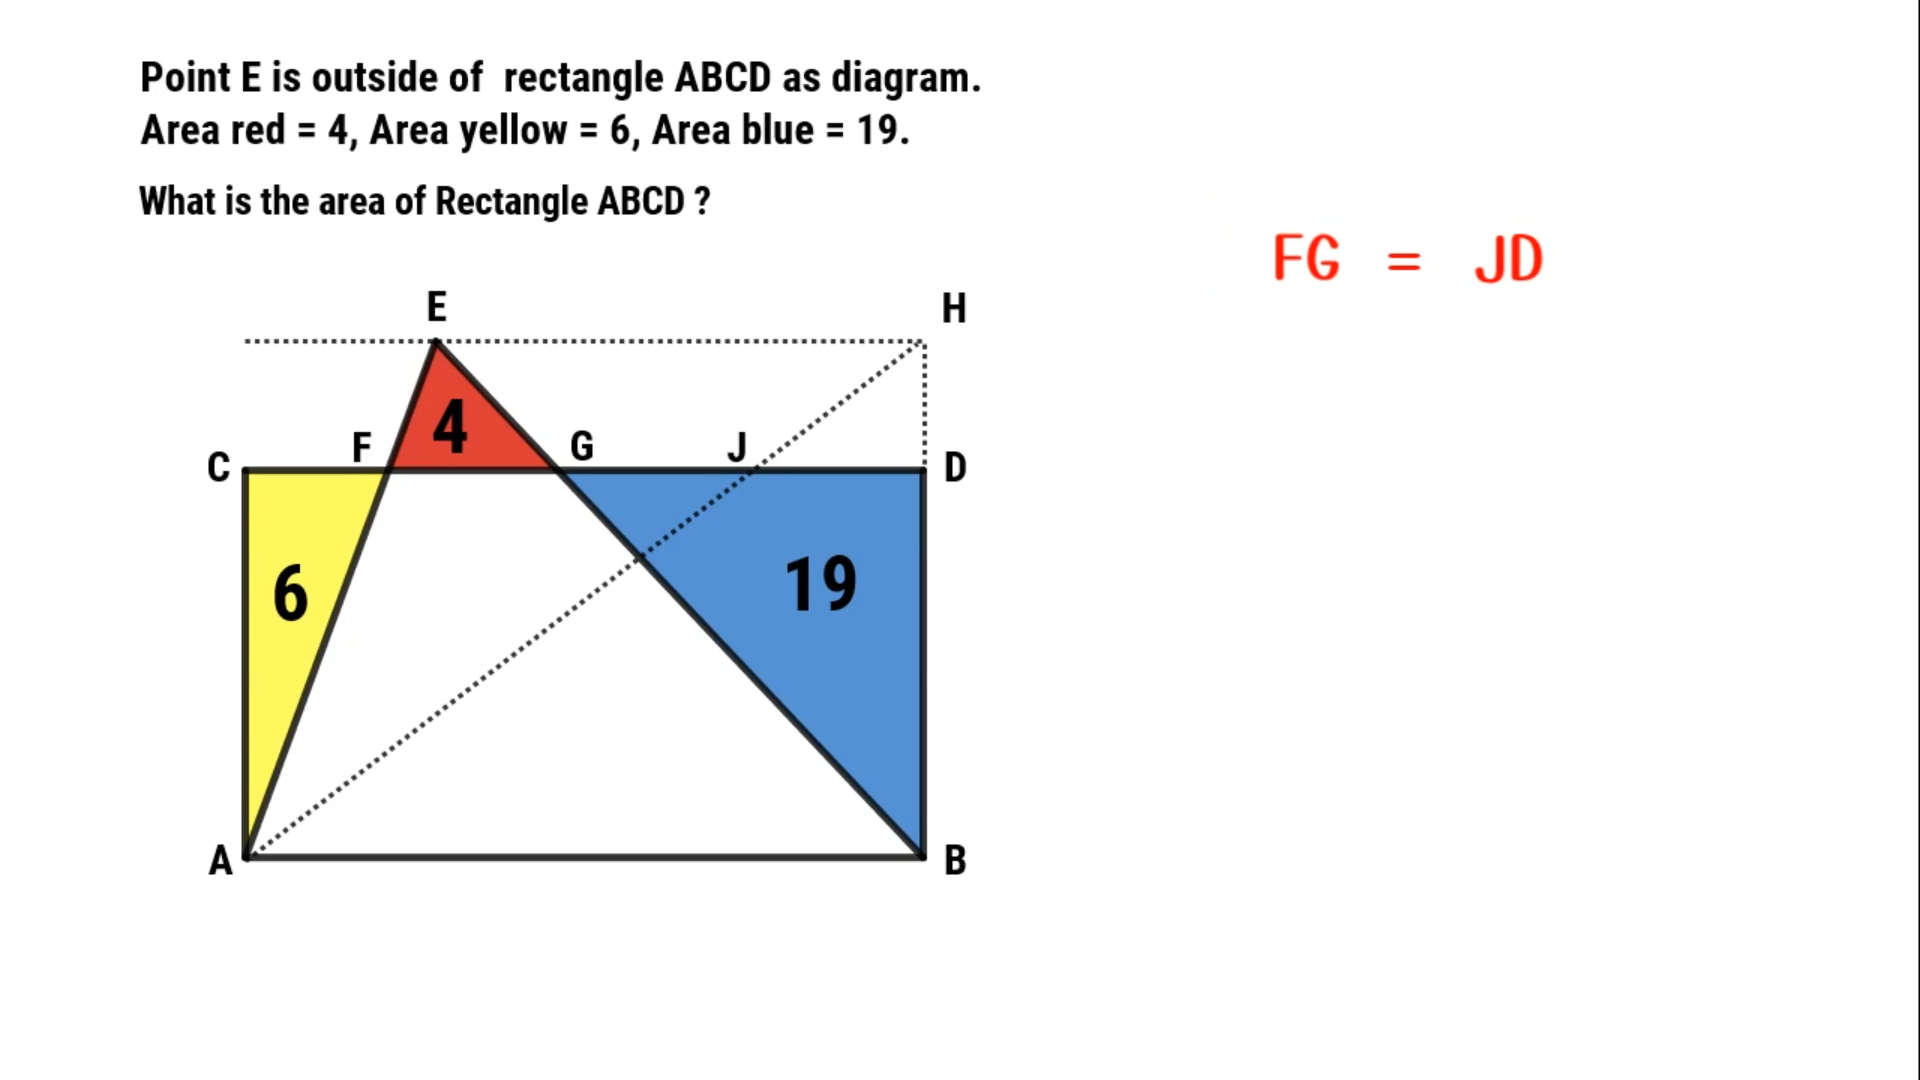 Point E is outside of rectangle ABCD as diagram.
Area red = 4, Area yellow = 6, Area blue = 19.
What is the area of Rectangle ABCD ?
FG = JD
E
H
4
F
G
J
C
D
6
19
A
B